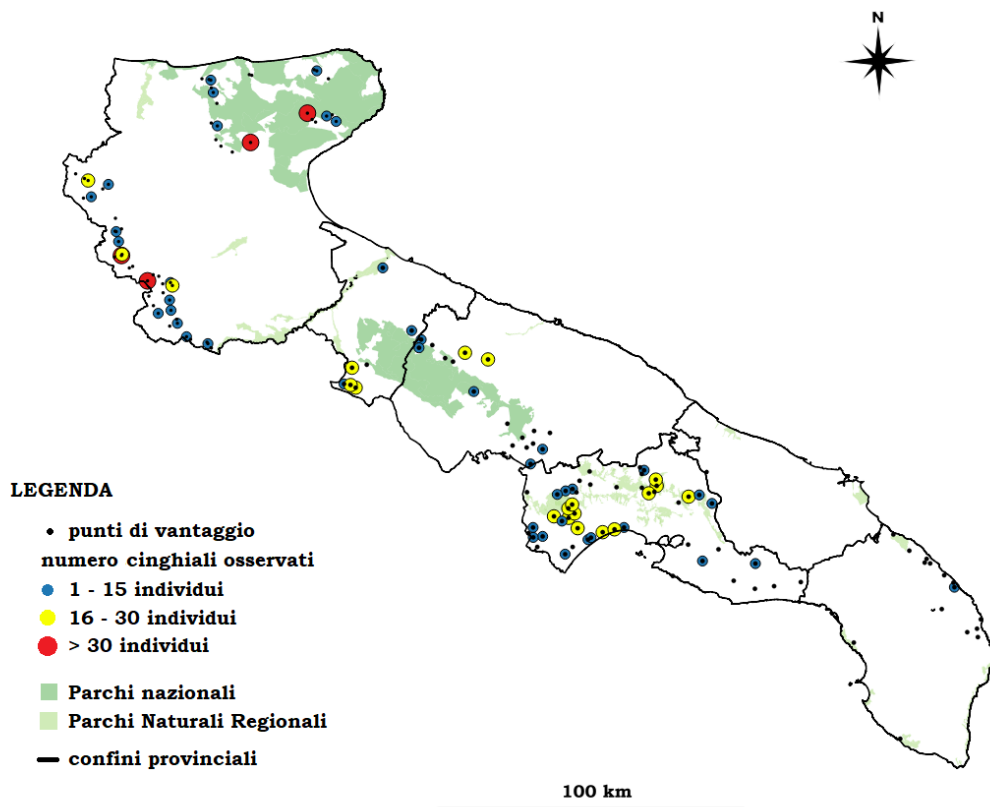 N
LEGENDA
punti di vantaggio
numero cinghiali osservati
1 - 15 individui
16 - 30 individui
> 30 individui
Parchi nazionali
Parchi Naturali Regionali
confini provinciali
100 km